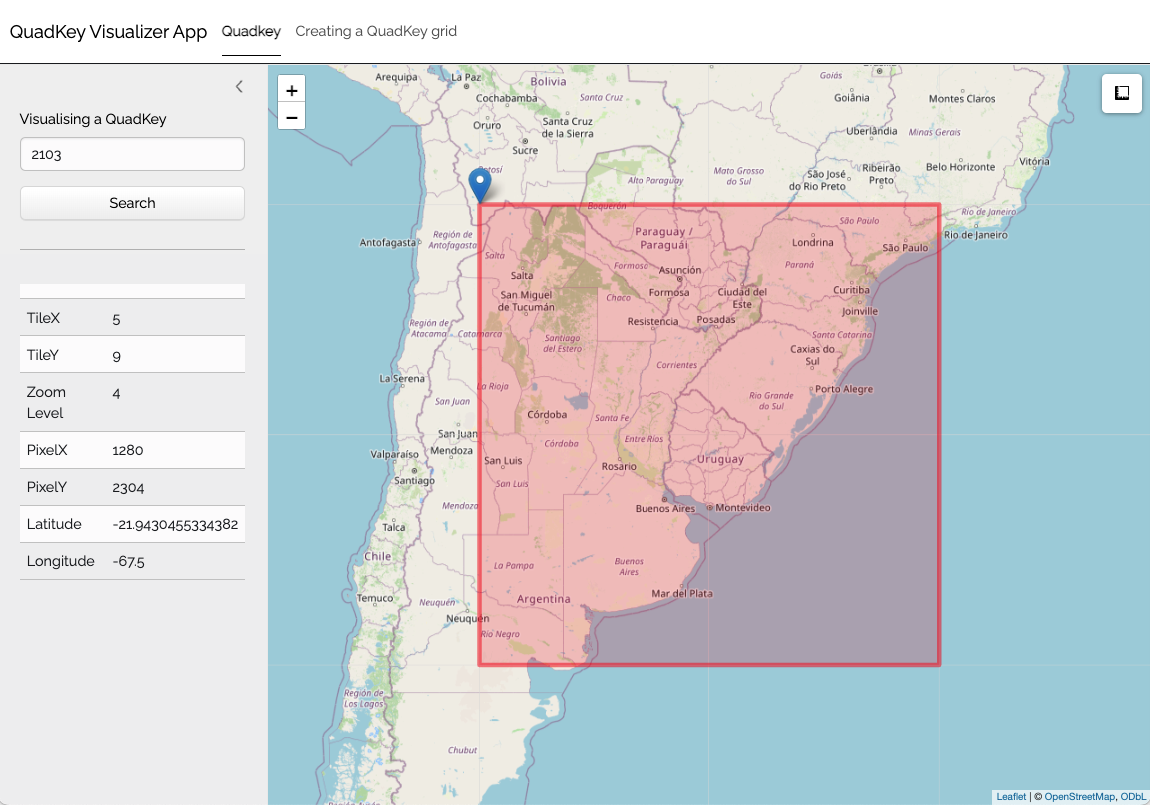 QuadKey Visualizer App Quadkey Creating a QuadKey grid
Visualising a QuadKey
2103
Search
TileX 5
TileY 9
Zoom
Level 4
PixelX 1280
PixelY 2304
Latitude -21.9430455334382
Longitude -67.5
+
−
Arequipa
La Paz
Bolivia
Cochabamba
Santa Cruz
Oruro
Santa Cruz
de la Sierra
Sucre
Goiás
Goiânia
Montes Claros
Uberlândia
Minas Gerais
Mato Grosso
do Sul
Alto Paraguay
São José
do Rio Preto
Ribeirão
Preto
Belo Horizonte
Vitória
Boquerón
Rio de Janeiro
Rio de Janeiro
Antofagasta
Región de
Antofagasta
Salta
Salta
Paraguay /
Paraguái
São Paulo
Londrina
São Paulo
Paraná
Formosa
Asunción
San Miguel
de Tucumán
Chaco
Formosa
Ciudad del
Este
Curitiba
Joinville
Resistencia
Posadas
Región de
Atacama
Catamarca
Santiago
del Estero
Santa Catarina
Caxias do...
Sul
Corrientes
La Serena
La Rioja
Porto Alegre
Rio Grande
do Sul
San Juan
Córdoba
Santa Fe
San Juan
Córdoba
Entre Ríos
Valparaíso
Mendoza
San Luis
Rosario
Uruguay
Santiago
San Luis
Mendoza
Buenos Aires
Montevideo
Talca
Chile
La Pampa
Buenos
Aires
Temuco
Neuquén
Argentina
Mar del Plata
Neuquén
Río Negro
Región de
Los Lagos
Chubut
Leaflet | © OpenStreetMap, ODbL